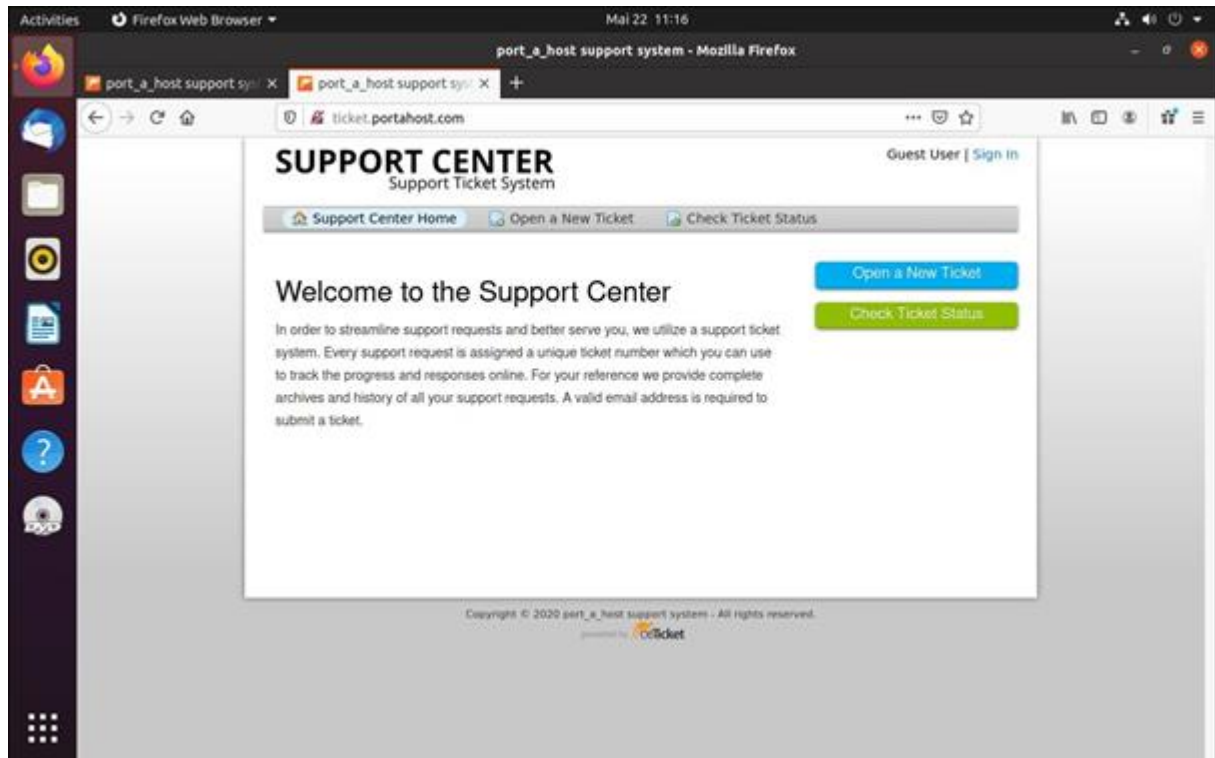 Activities Firefox Web Browser Mai 22 11:16
port_a_host support system - Mozilla Firefox
port_a_host support sys port_a_host support sys
ticket.portahost.com
SUPPORT CENTER
Support Ticket System
Guest User | Sign In
Support Center Home Open a New Ticket Check Ticket Status
Open a New Ticket
Check Ticket Status
Welcome to the Support Center
In order to streamline support requests and better serve you, we utilize a support ticket
system. Every support request is assigned a unique ticket number which you can use
to track the progress and responses online. For your reference we provide complete
archives and history of all your support requests. A valid email address is required to
submit a ticket.
Copyright © 2020 port_a_host support system - All rights reserved.
powered by osTicket